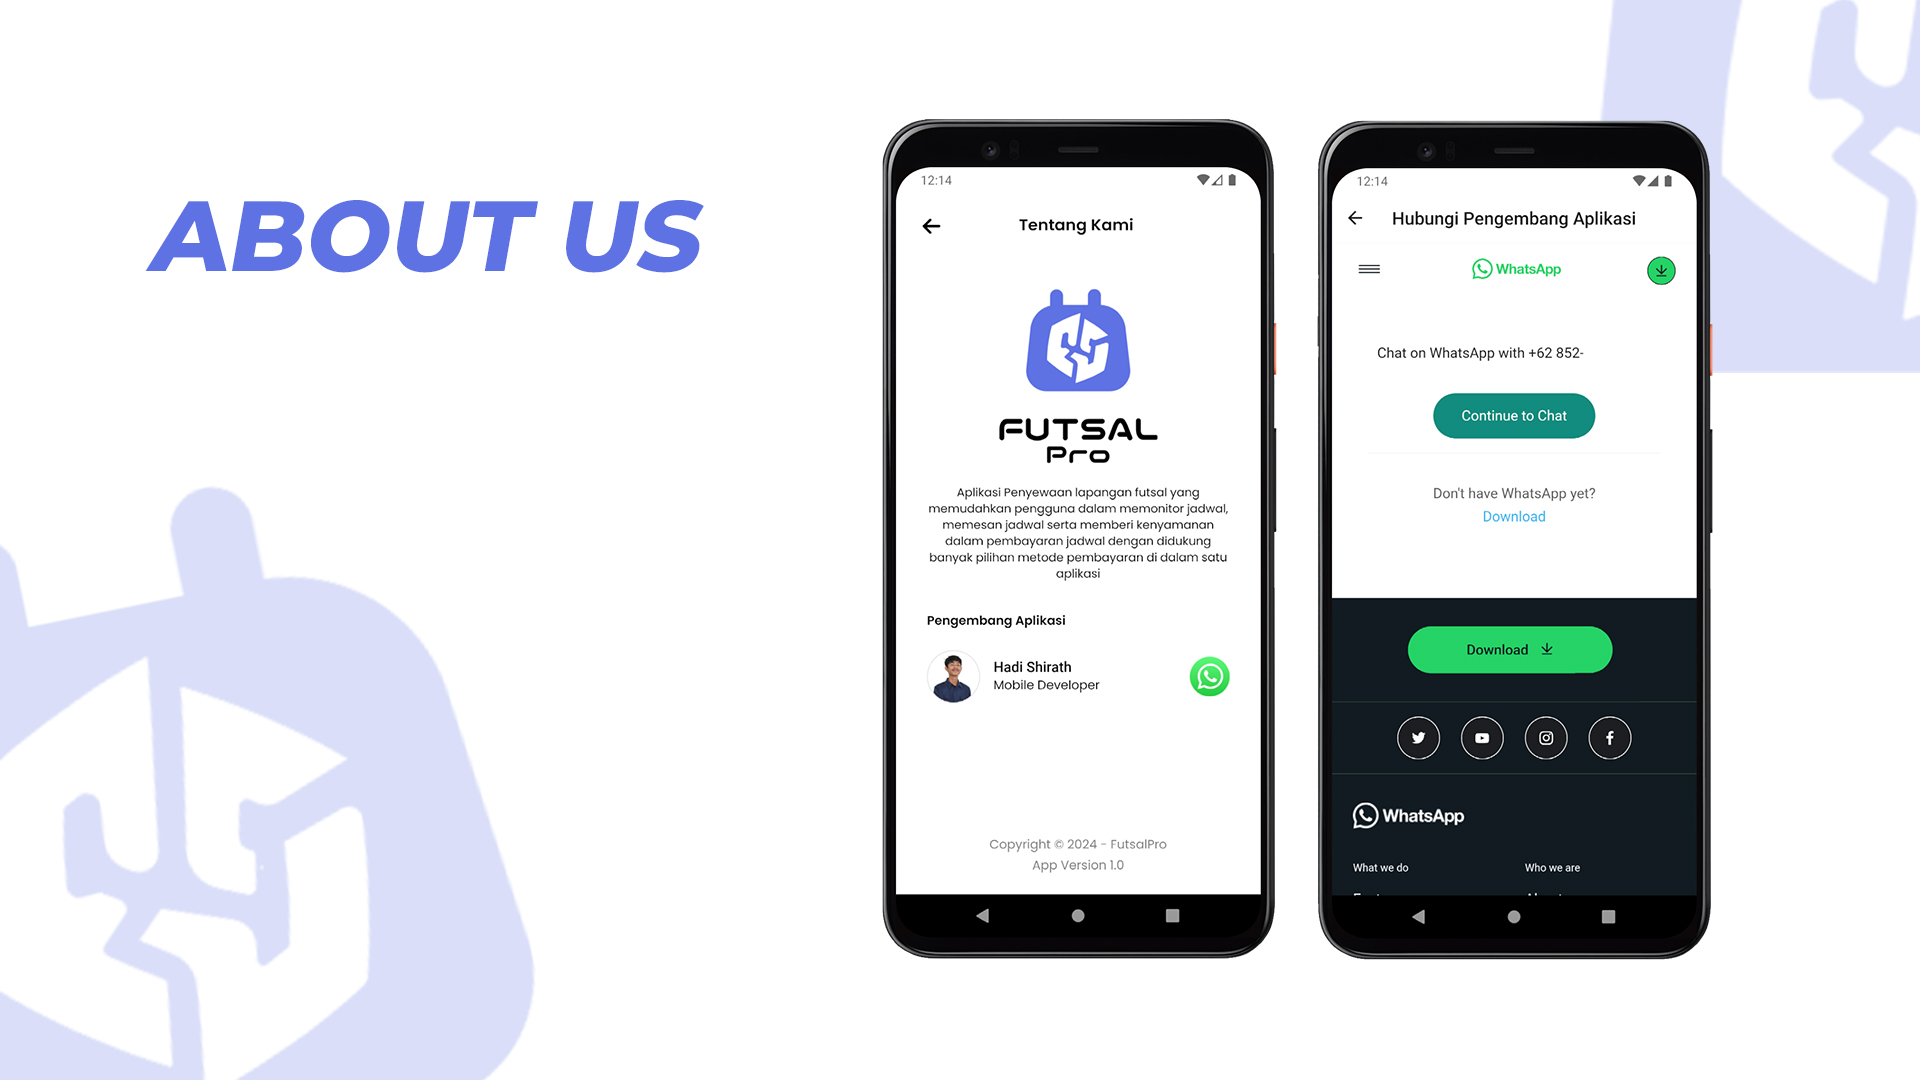 ABOUT US
12:14
Tentang Kami
FUTSAL
Pro
Aplikasi Penyewaan lapangan futsal yang
memudahkan pengguna dalam memonitor jadwal,
memesan jadwal serta memberi kenyamanan
dalam pembayaran jadwal dengan didukung
banyak pilihan metode pembayaran di dalam satu
aplikasi
Pengembang Aplikasi
Hadi Shirath
Mobile Developer
Copyright © 2024 - FutsalPro
App Version 1.0
12:14
Hubungi Pengembang Aplikasi
WhatsApp
Chat on WhatsApp with +62 852-
Continue to Chat
Don't have WhatsApp yet?
Download
Download
WhatsApp
What we do
Who we are